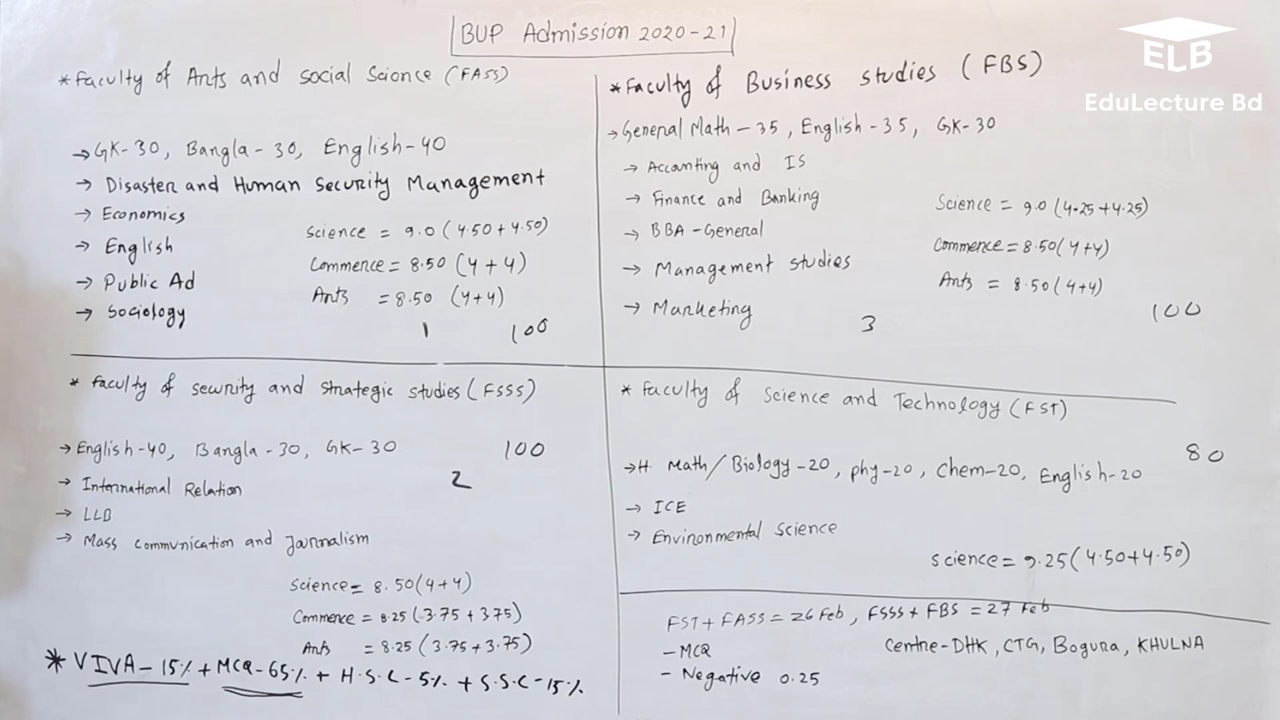 BUP Admission 2020-21
ELB
EduLecture Bd
* Faculty of Arts and Social Science (FASS)
→ GK-30, Bangla-30, English-40
→ Disaster and Human Security Management
→ Economics
→ English
→ Public Ad
→ Sociology
Science = 9.0 (4.50+4.50)
Commerce = 8.50 (4+4)
Arts = 8.50 (4+4)
1 100
* Faculty of Business Studies (FBS)
→ General Math-35, English-35, GK-30
→ Accounting and IS
→ Finance and Banking
→ BBA-General
→ Management studies
→ Marketing
Science = 9.0 (4.25+4.25)
Commerce = 8.50 (4+4)
Arts = 8.50 (4+4)
3 100
* Faculty of security and strategic studies (FSSS)
→ English-40, Bangla-30, GK-30 100
→ International Relation 2
→ LLB
→ Mass communication and Journalism
Science = 8.50 (4+4)
Commerce = 8.25 (3.75+3.75)
Arts = 8.25 (3.75+3.75)
* VIVA-15% + MCQ-65% + H.S.C-5% + S.S.C-15%
* Faculty of Science and Technology (FST)
80
→ H. Math/Biology-20, phy-20, Chem-20, English-20
→ ICE
→ Environmental Science
Science = 9.25 (4.50+4.50)
FST + FASS = 26 Feb, FSSS + FBS = 27 Feb
- MCQ
- Negative 0.25
Centre-DHK, CTG, Bogura, KHULNA